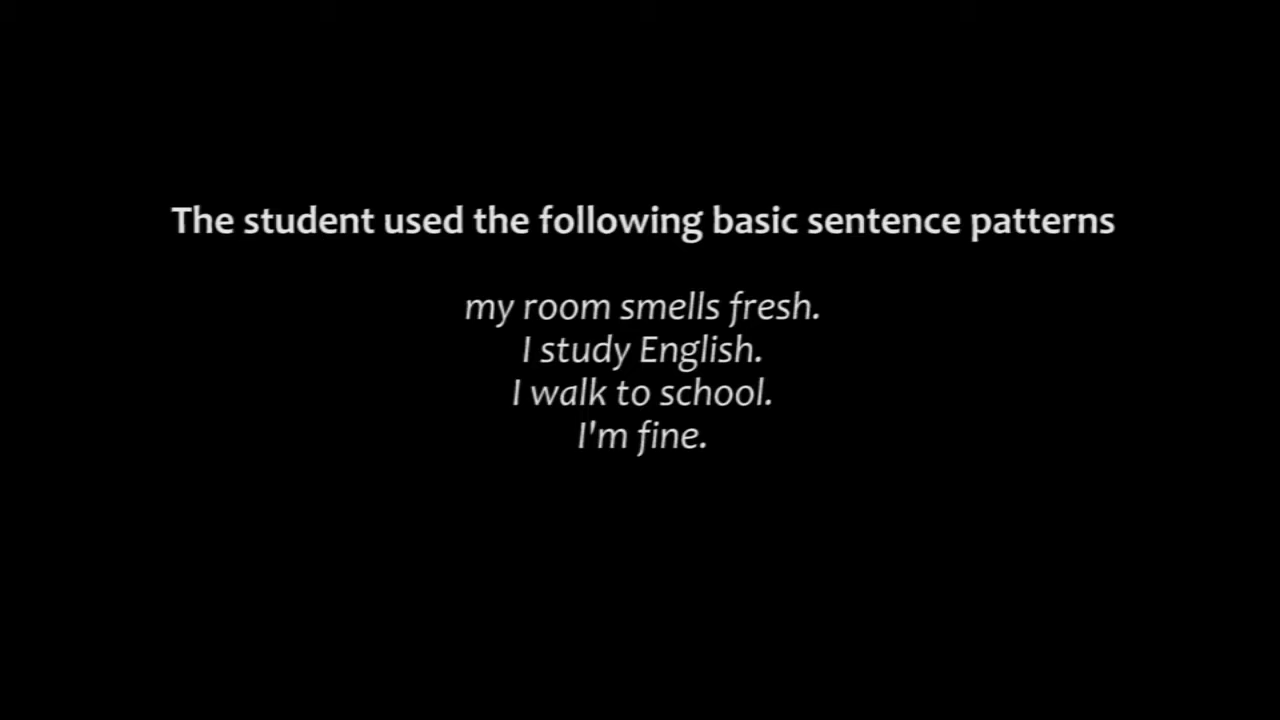 The student used the following basic sentence patterns
my room smells fresh.
I study English.
I walk to school.
I'm fine.